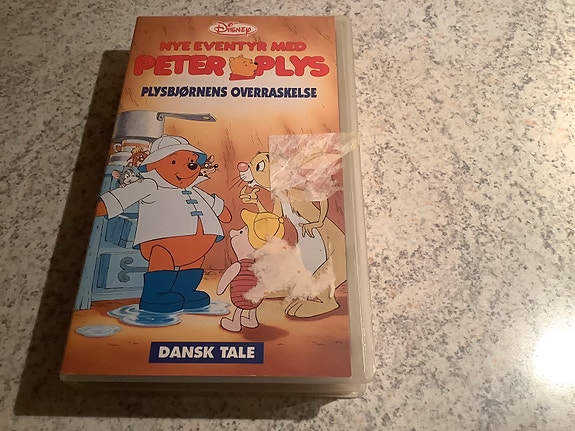 Disney
NYE EVENTYR MED
PETER PLYS
PLYSBJØRNENS OVERRASKELSE
DANSK TALE